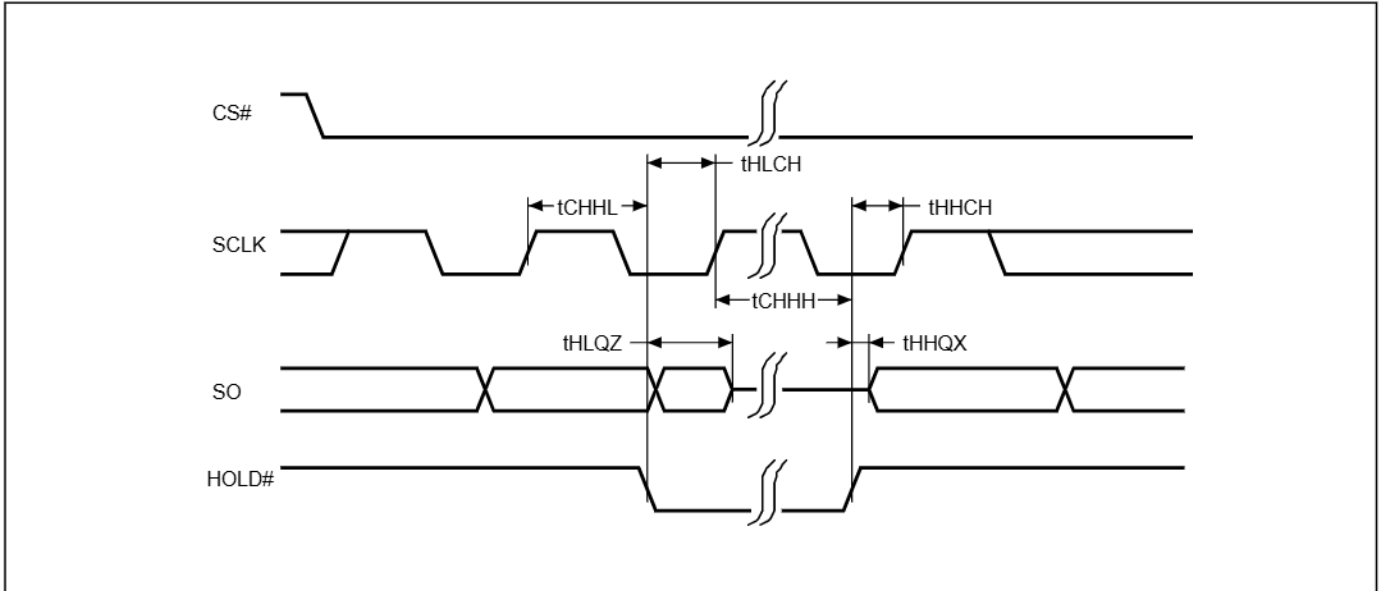 CS#
tHLCH
tCHHL
tHHCH
SCLK
tCHHH
tHLQZ
tHHQX
SO
HOLD#